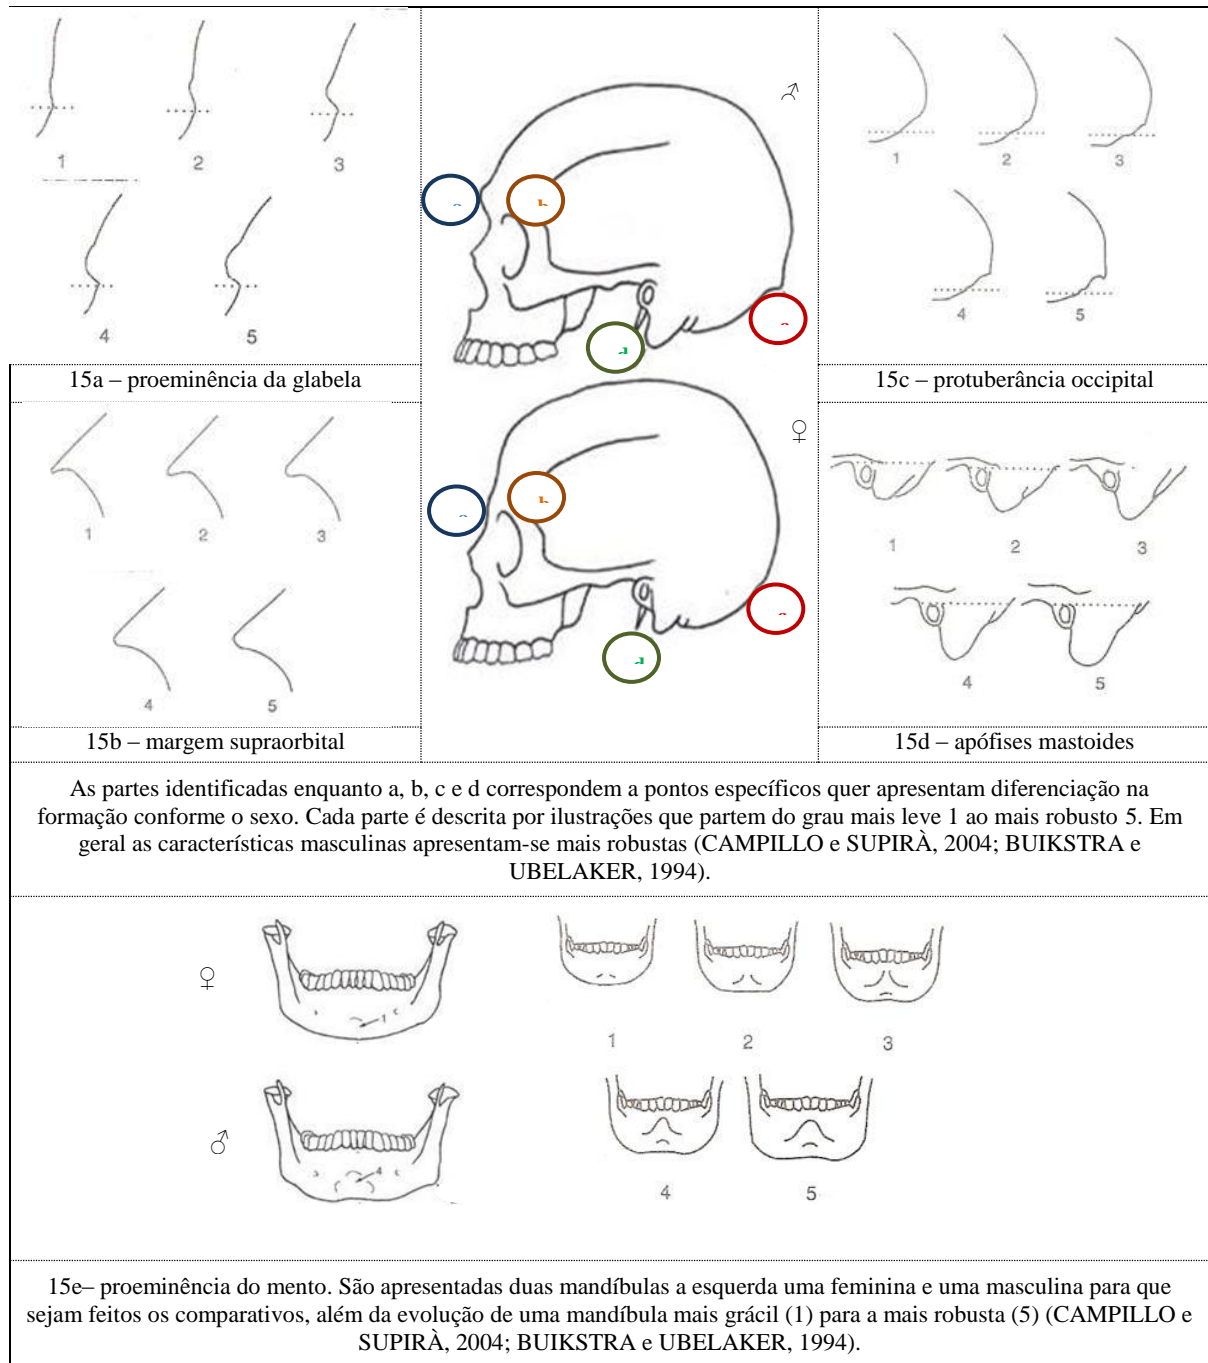 1 2 3
4 5
15a – proeminência da glabela
♂
b
1 2 3
4 5
15c – protuberância occipital
1 2 3
4 5
15b – margem supraorbital
♀
b
1 2 3
4 5
15d – apófises mastoides
As partes identificadas enquanto a, b, c e d correspondem a pontos específicos quer apresentam diferenciação na
formação conforme o sexo. Cada parte é descrita por ilustrações que partem do grau mais leve 1 ao mais robusto 5. Em
geral as características masculinas apresentam-se mais robustas (CAMPILLO e SUPIRÀ, 2004; BUIKSTRA e
UBELAKER, 1994).
♀
1
♂
4
1 2 3
4 5
15e– proeminência do mento. São apresentadas duas mandíbulas a esquerda uma feminina e uma masculina para que
sejam feitos os comparativos, além da evolução de uma mandíbula mais grácil (1) para a mais robusta (5) (CAMPILLO e
SUPIRÀ, 2004; BUIKSTRA e UBELAKER, 1994).